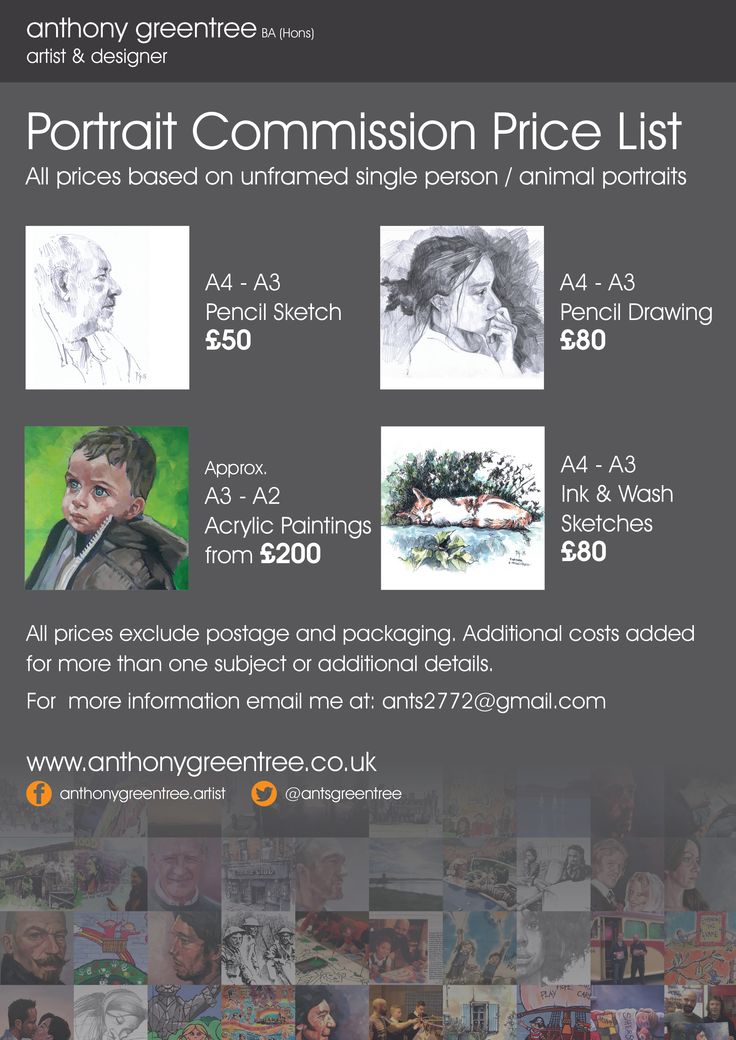 anthony greentree BA (Hons)
artist & designer
Portrait Commission Price List
All prices based on unframed single person / animal portraits
A4 - A3
Pencil Sketch
£50
A4 - A3
Pencil Drawing
£80
Approx.
A3 - A2
Acrylic Paintings
from £200
A4 - A3
Ink & Wash
Sketches
£80
All prices exclude postage and packaging. Additional costs added
for more than one subject or additional details.
For  more information email me at: ants2772@gmail.com
www.anthonygreentree.co.uk
anthonygreentree.artist
@antsgreentree